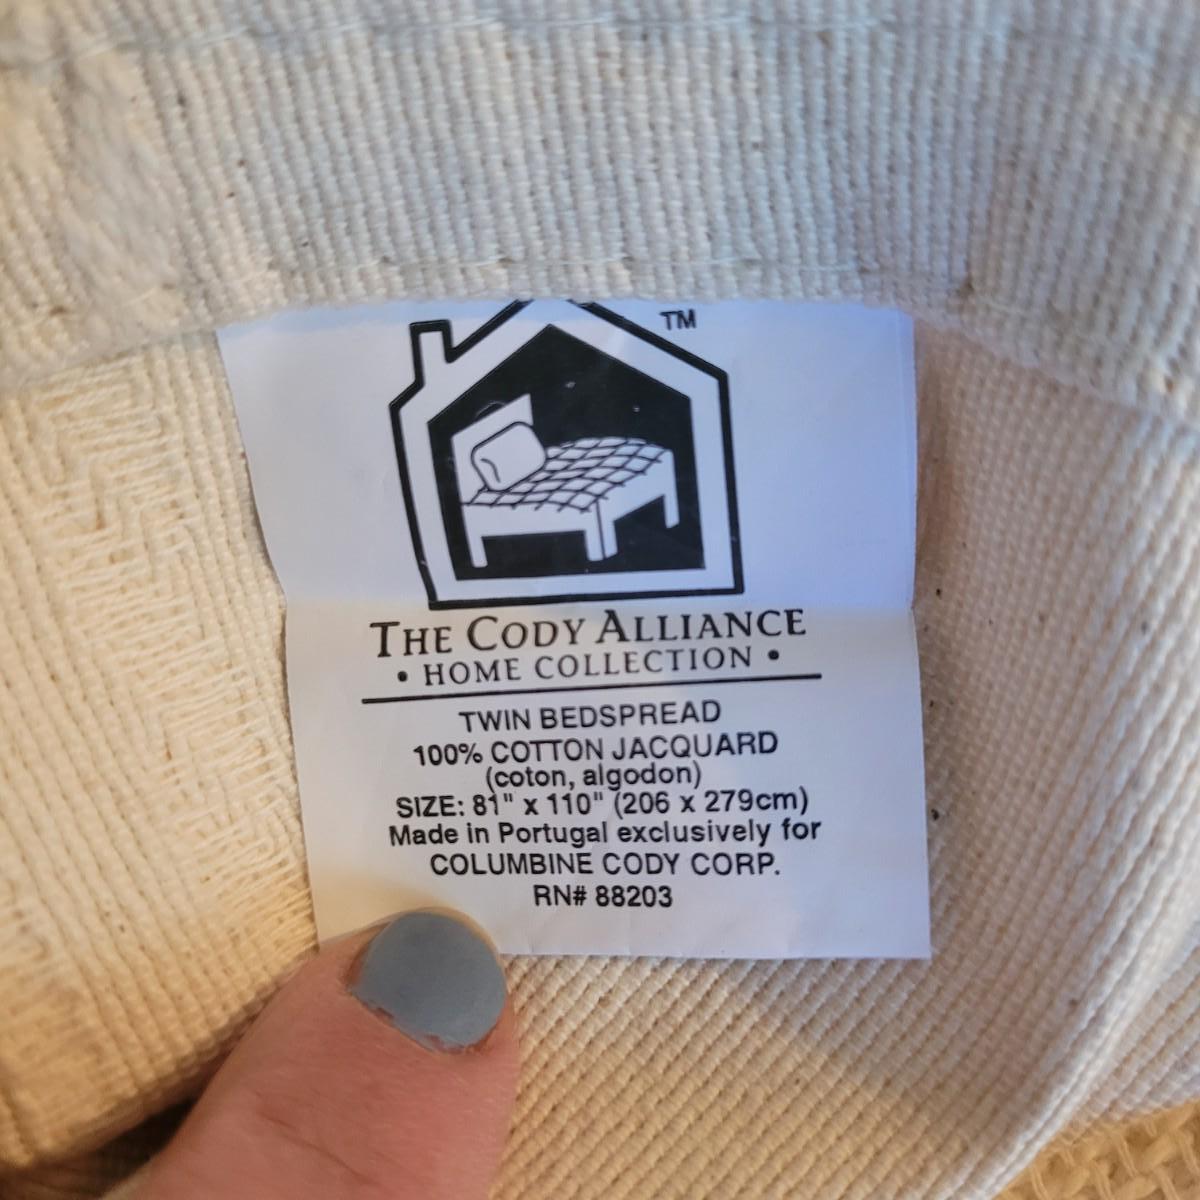 TM
THE CODY ALLIANCE
• HOME COLLECTION •
TWIN BEDSPREAD
100% COTTON JACQUARD
(coton, algodon)
SIZE: 81" x 110" (206 x 279cm)
Made in Portugal exclusively for
COLUMBINE CODY CORP.
RN# 88203